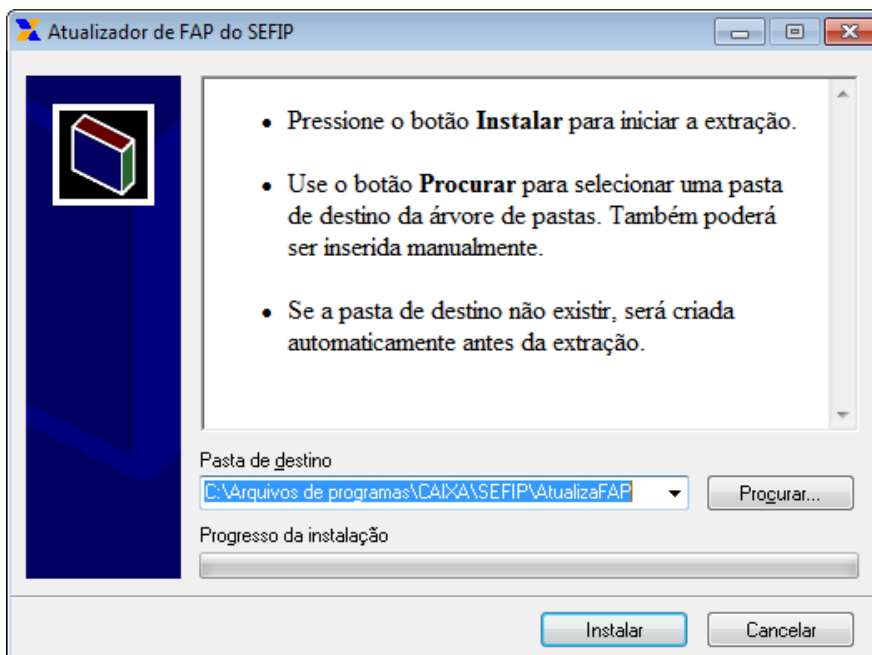 Atualizador de FAP do SEFIP
• Pressione o botão Instalar para iniciar a extração.
• Use o botão Procurar para selecionar uma pasta
de destino da árvore de pastas. Também poderá
ser inserida manualmente.
• Se a pasta de destino não existir, será criada
automaticamente antes da extração.
Pasta de destino
C:\Arquivos de programas\CAIXA\SEFIP\AtualizaFAP
Procurar...
Progresso da instalação
Instalar
Cancelar